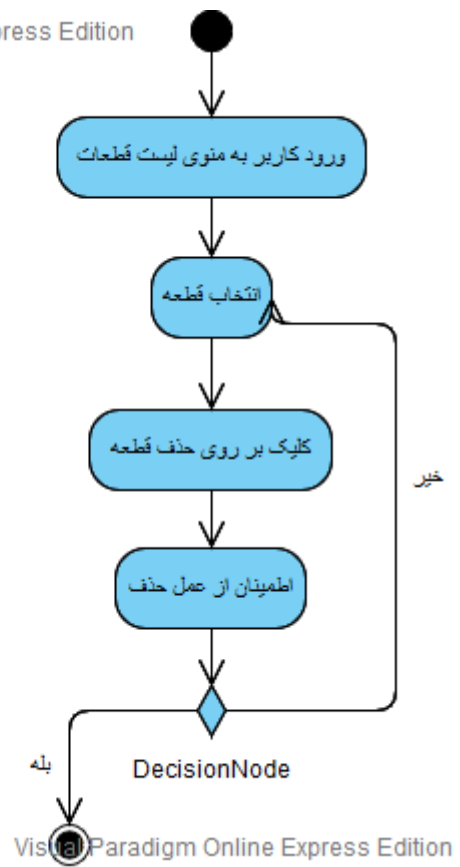 press Edition
ورود کاربر به منوی لیست قطعات
انتخاب قطعه
کلیک بر روی حذف قطعه
خیر
اطمینان از عمل حذف
DecisionNode
بله
Visual Paradigm Online Express Edition